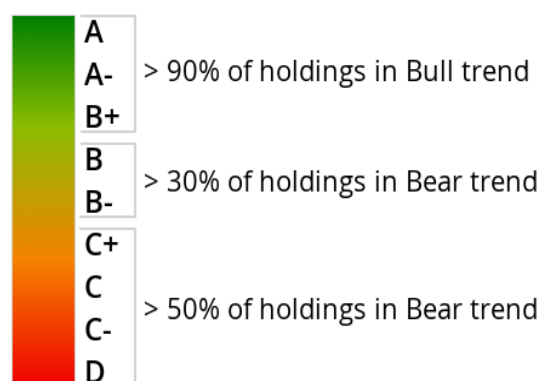 A
A-
> 90% of holdings in Bull trend
B+
B
> 30% of holdings in Bear trend
B-
C+
C
> 50% of holdings in Bear trend
C-
D